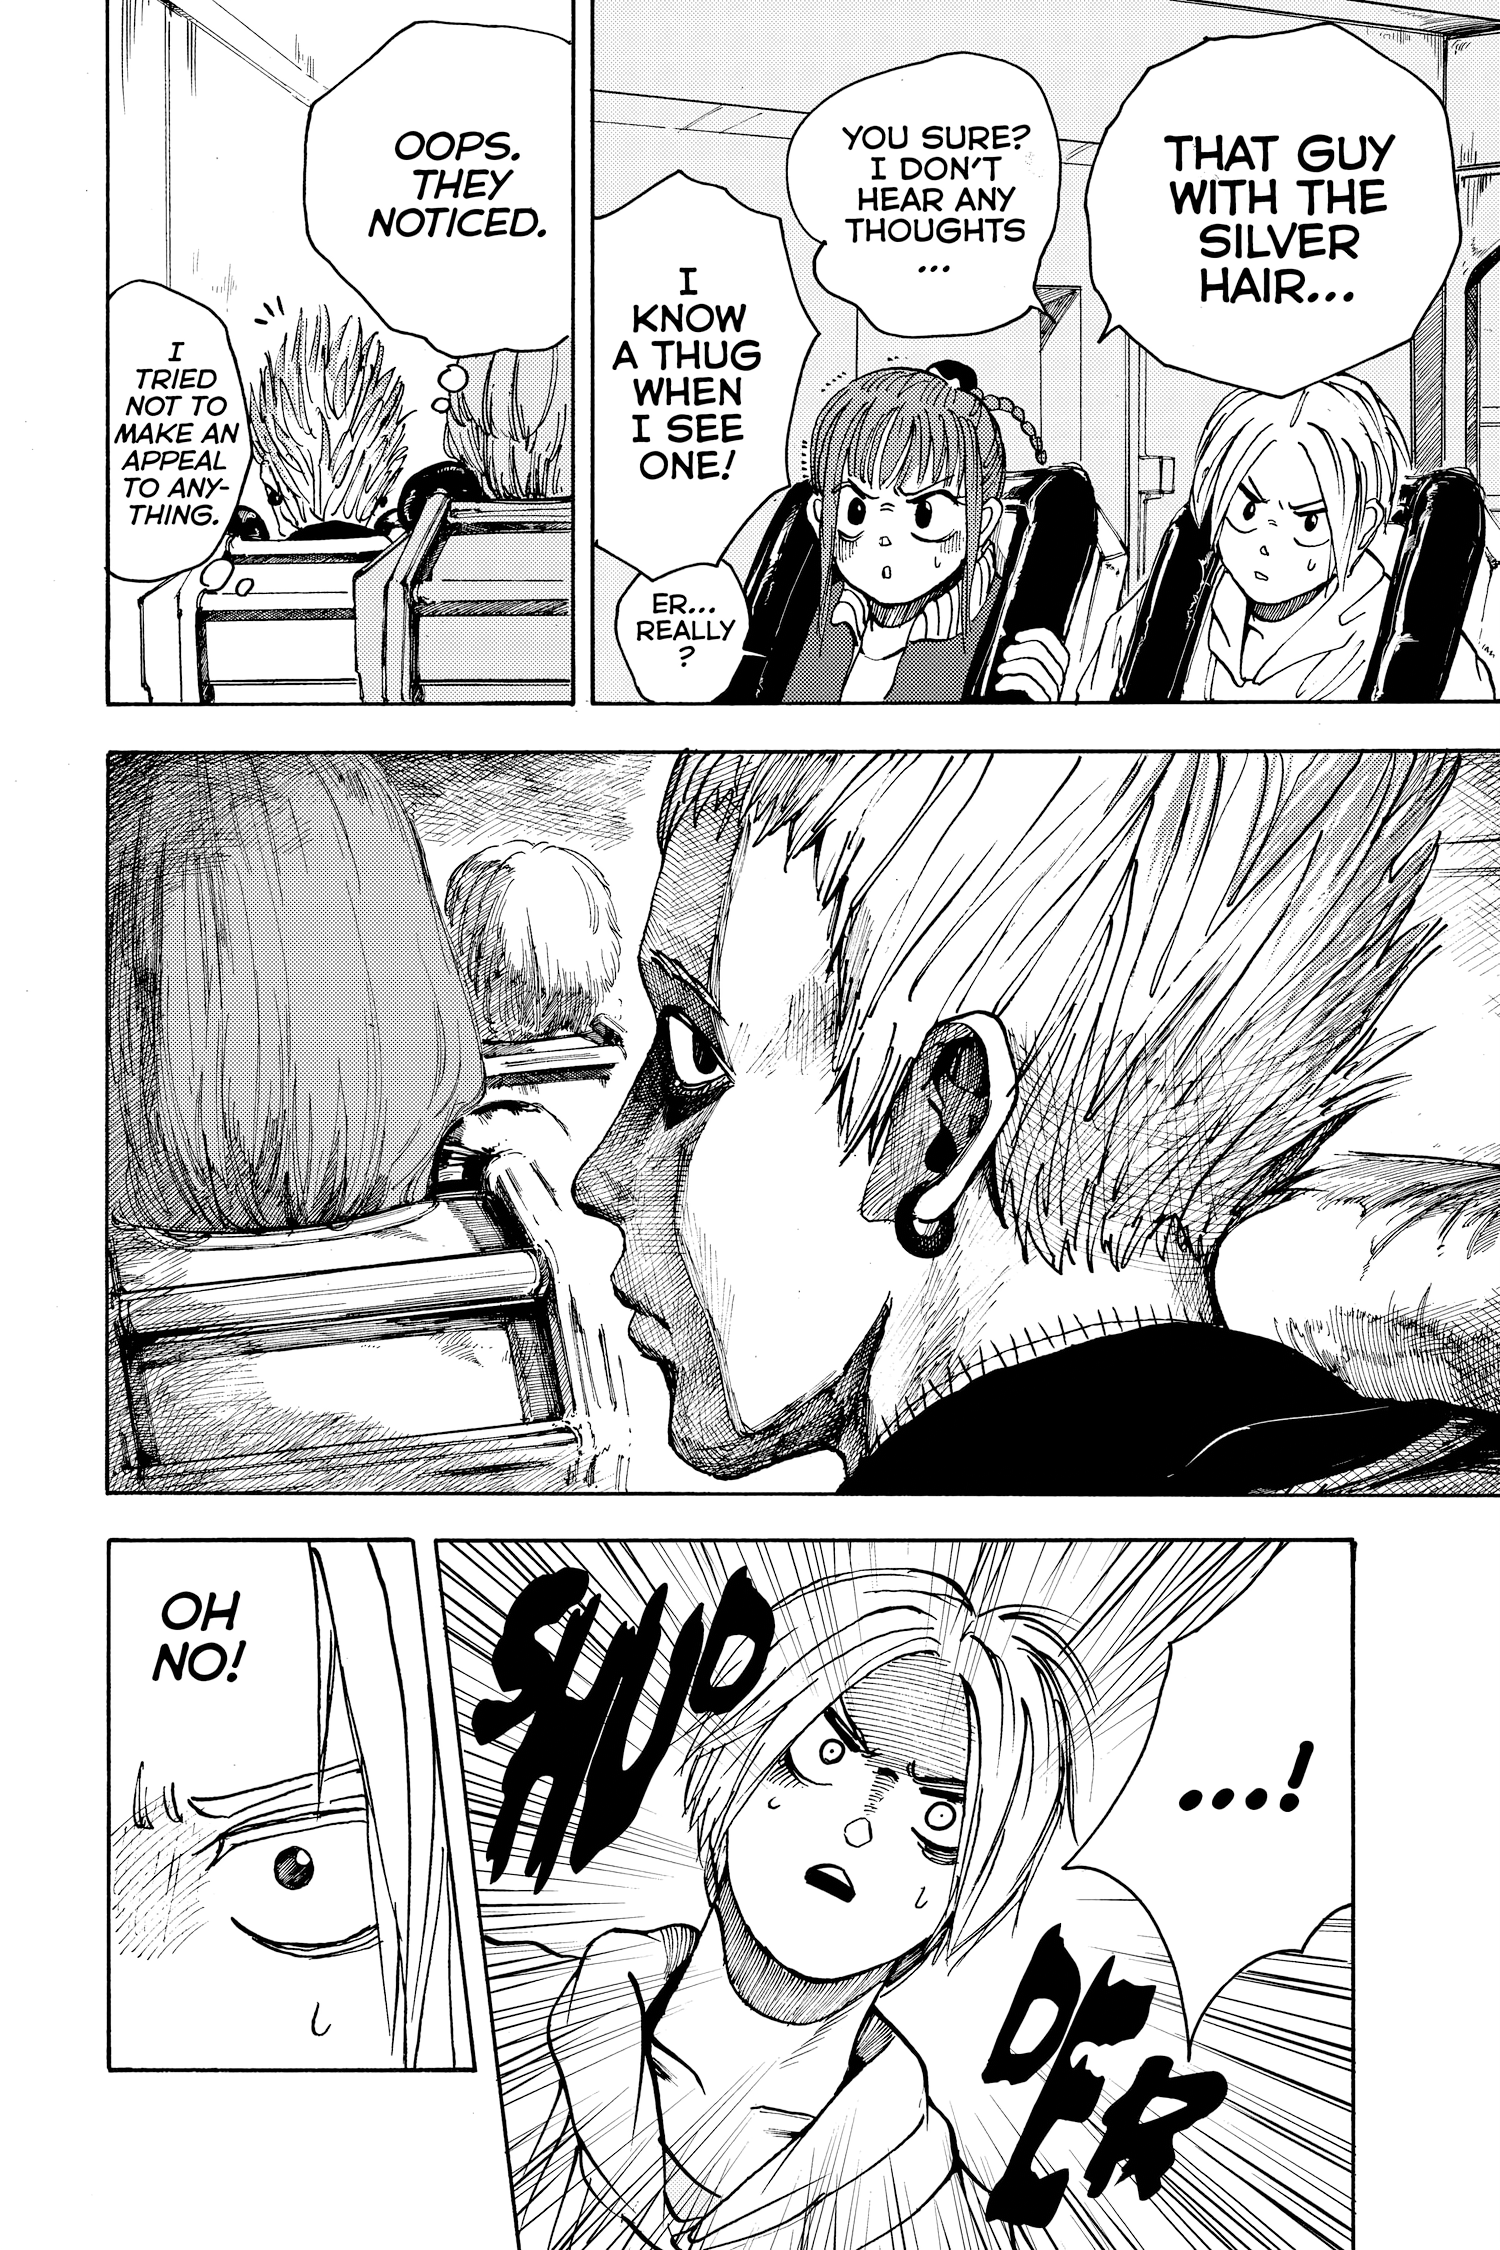 THAT GUY
WITH THE
SILVER
HAIR...
YOU SURE?
I DON'T
HEAR ANY
THOUGHTS
...
I
KNOW
A THUG
WHEN
I SEE
ONE!
ER...
REALLY
?
OOPS.
THEY
NOTICED.
I
TRIED
NOT TO
MAKE AN
APPEAL
TO ANY-
THING.
...!
SHUD
DER
OH
NO!